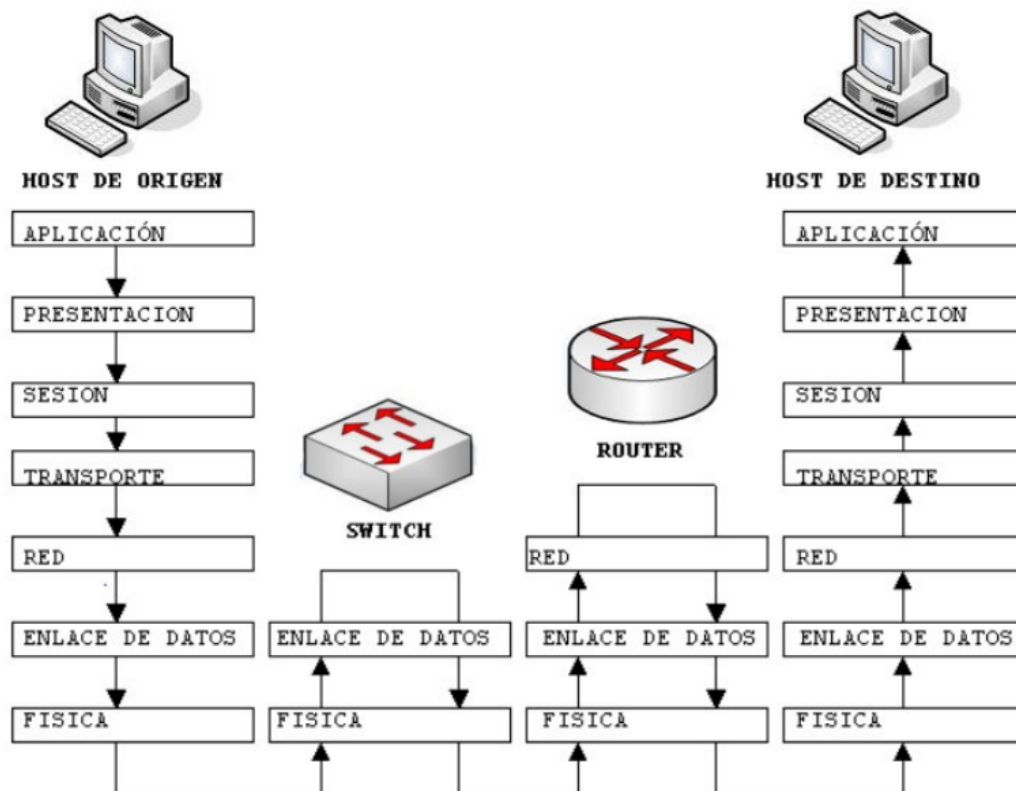 HOST DE ORIGEN
HOST DE DESTINO
APLICACIÓN
APLICACIÓN
PRESENTACION
PRESENTACION
SESION
SESION
ROUTER
TRANSPORTE
TRANSPORTE
SWITCH
RED
RED
RED
ENLACE DE DATOS
ENLACE DE DATOS
ENLACE DE DATOS
ENLACE DE DATOS
FISICA
FISICA
FISICA
FISICA